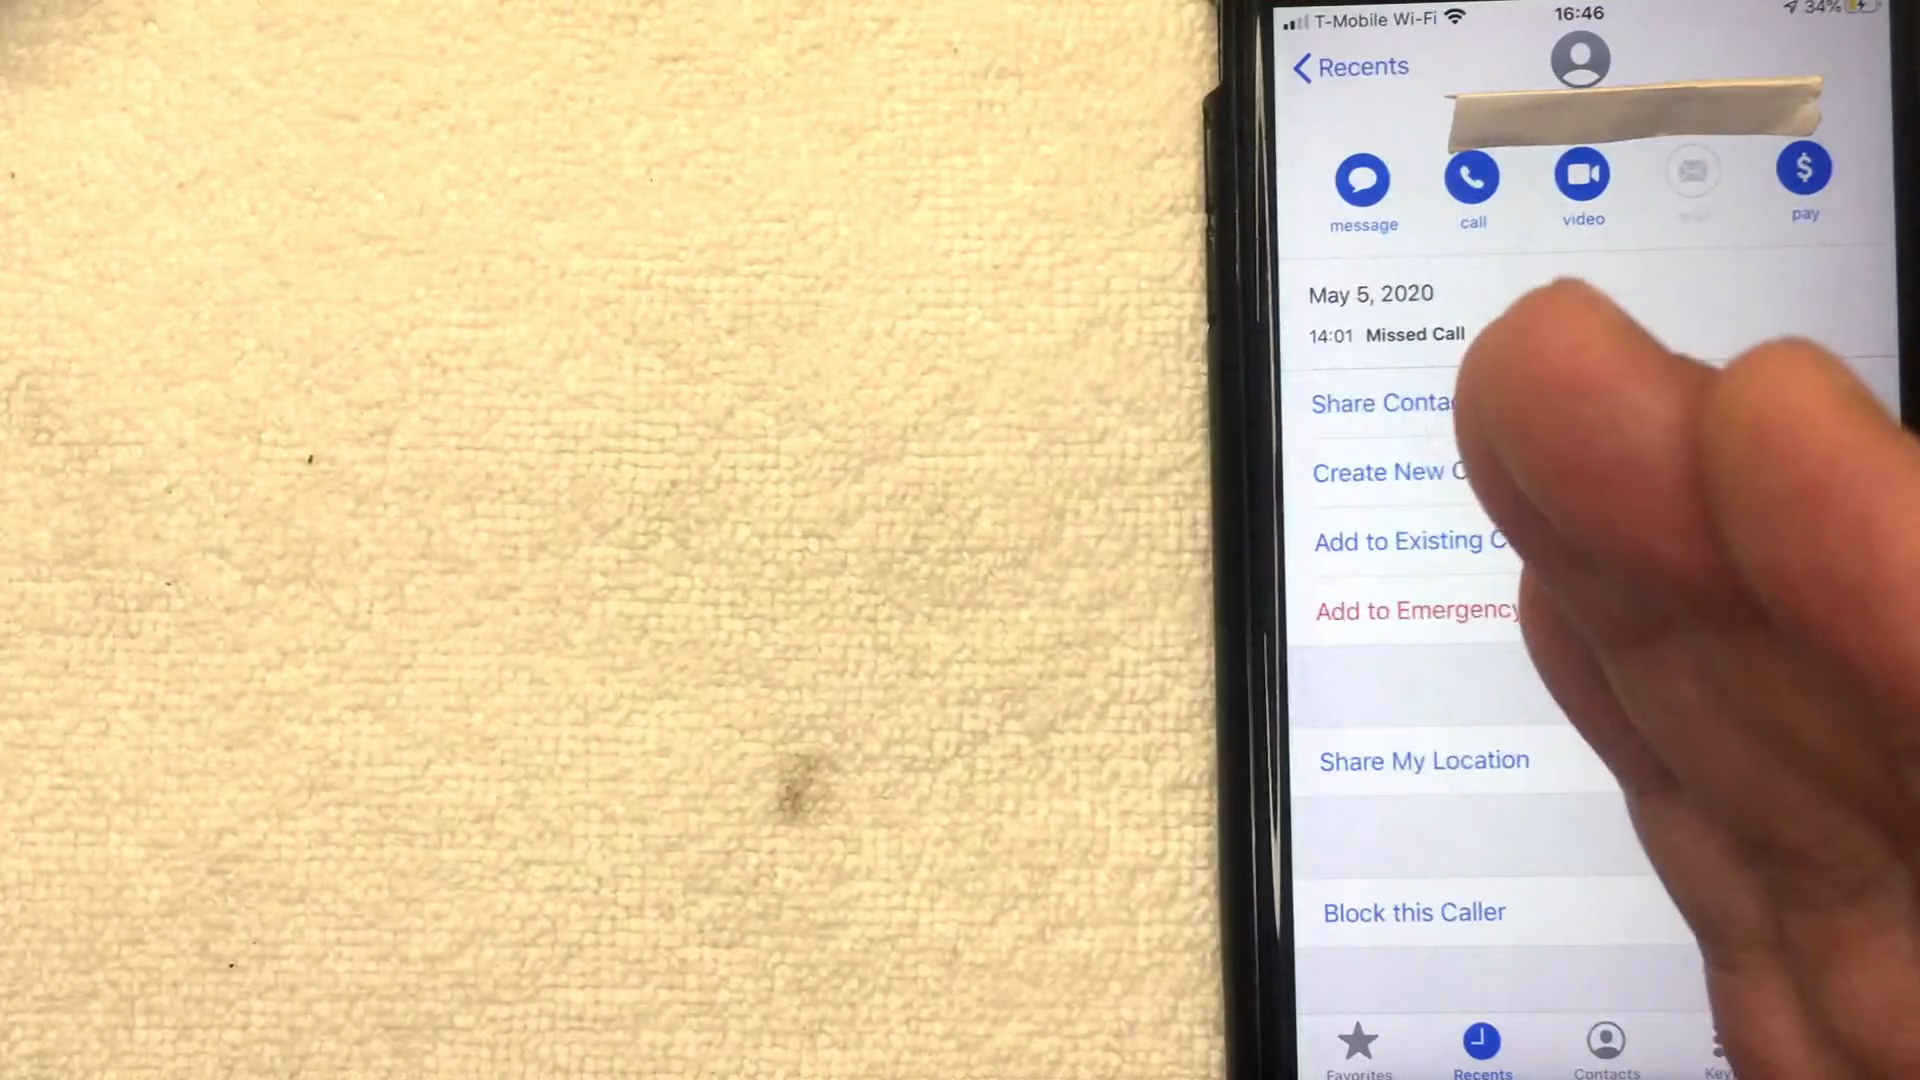 T-Mobile Wi-Fi 16:46 34%
Recents
message call video pay
May 5, 2020
14:01 Missed Call
Share Conta
Create New C
Add to Existing C
Add to Emergency
Share My Location
Block this Caller
Favorites Recents Contacts Key